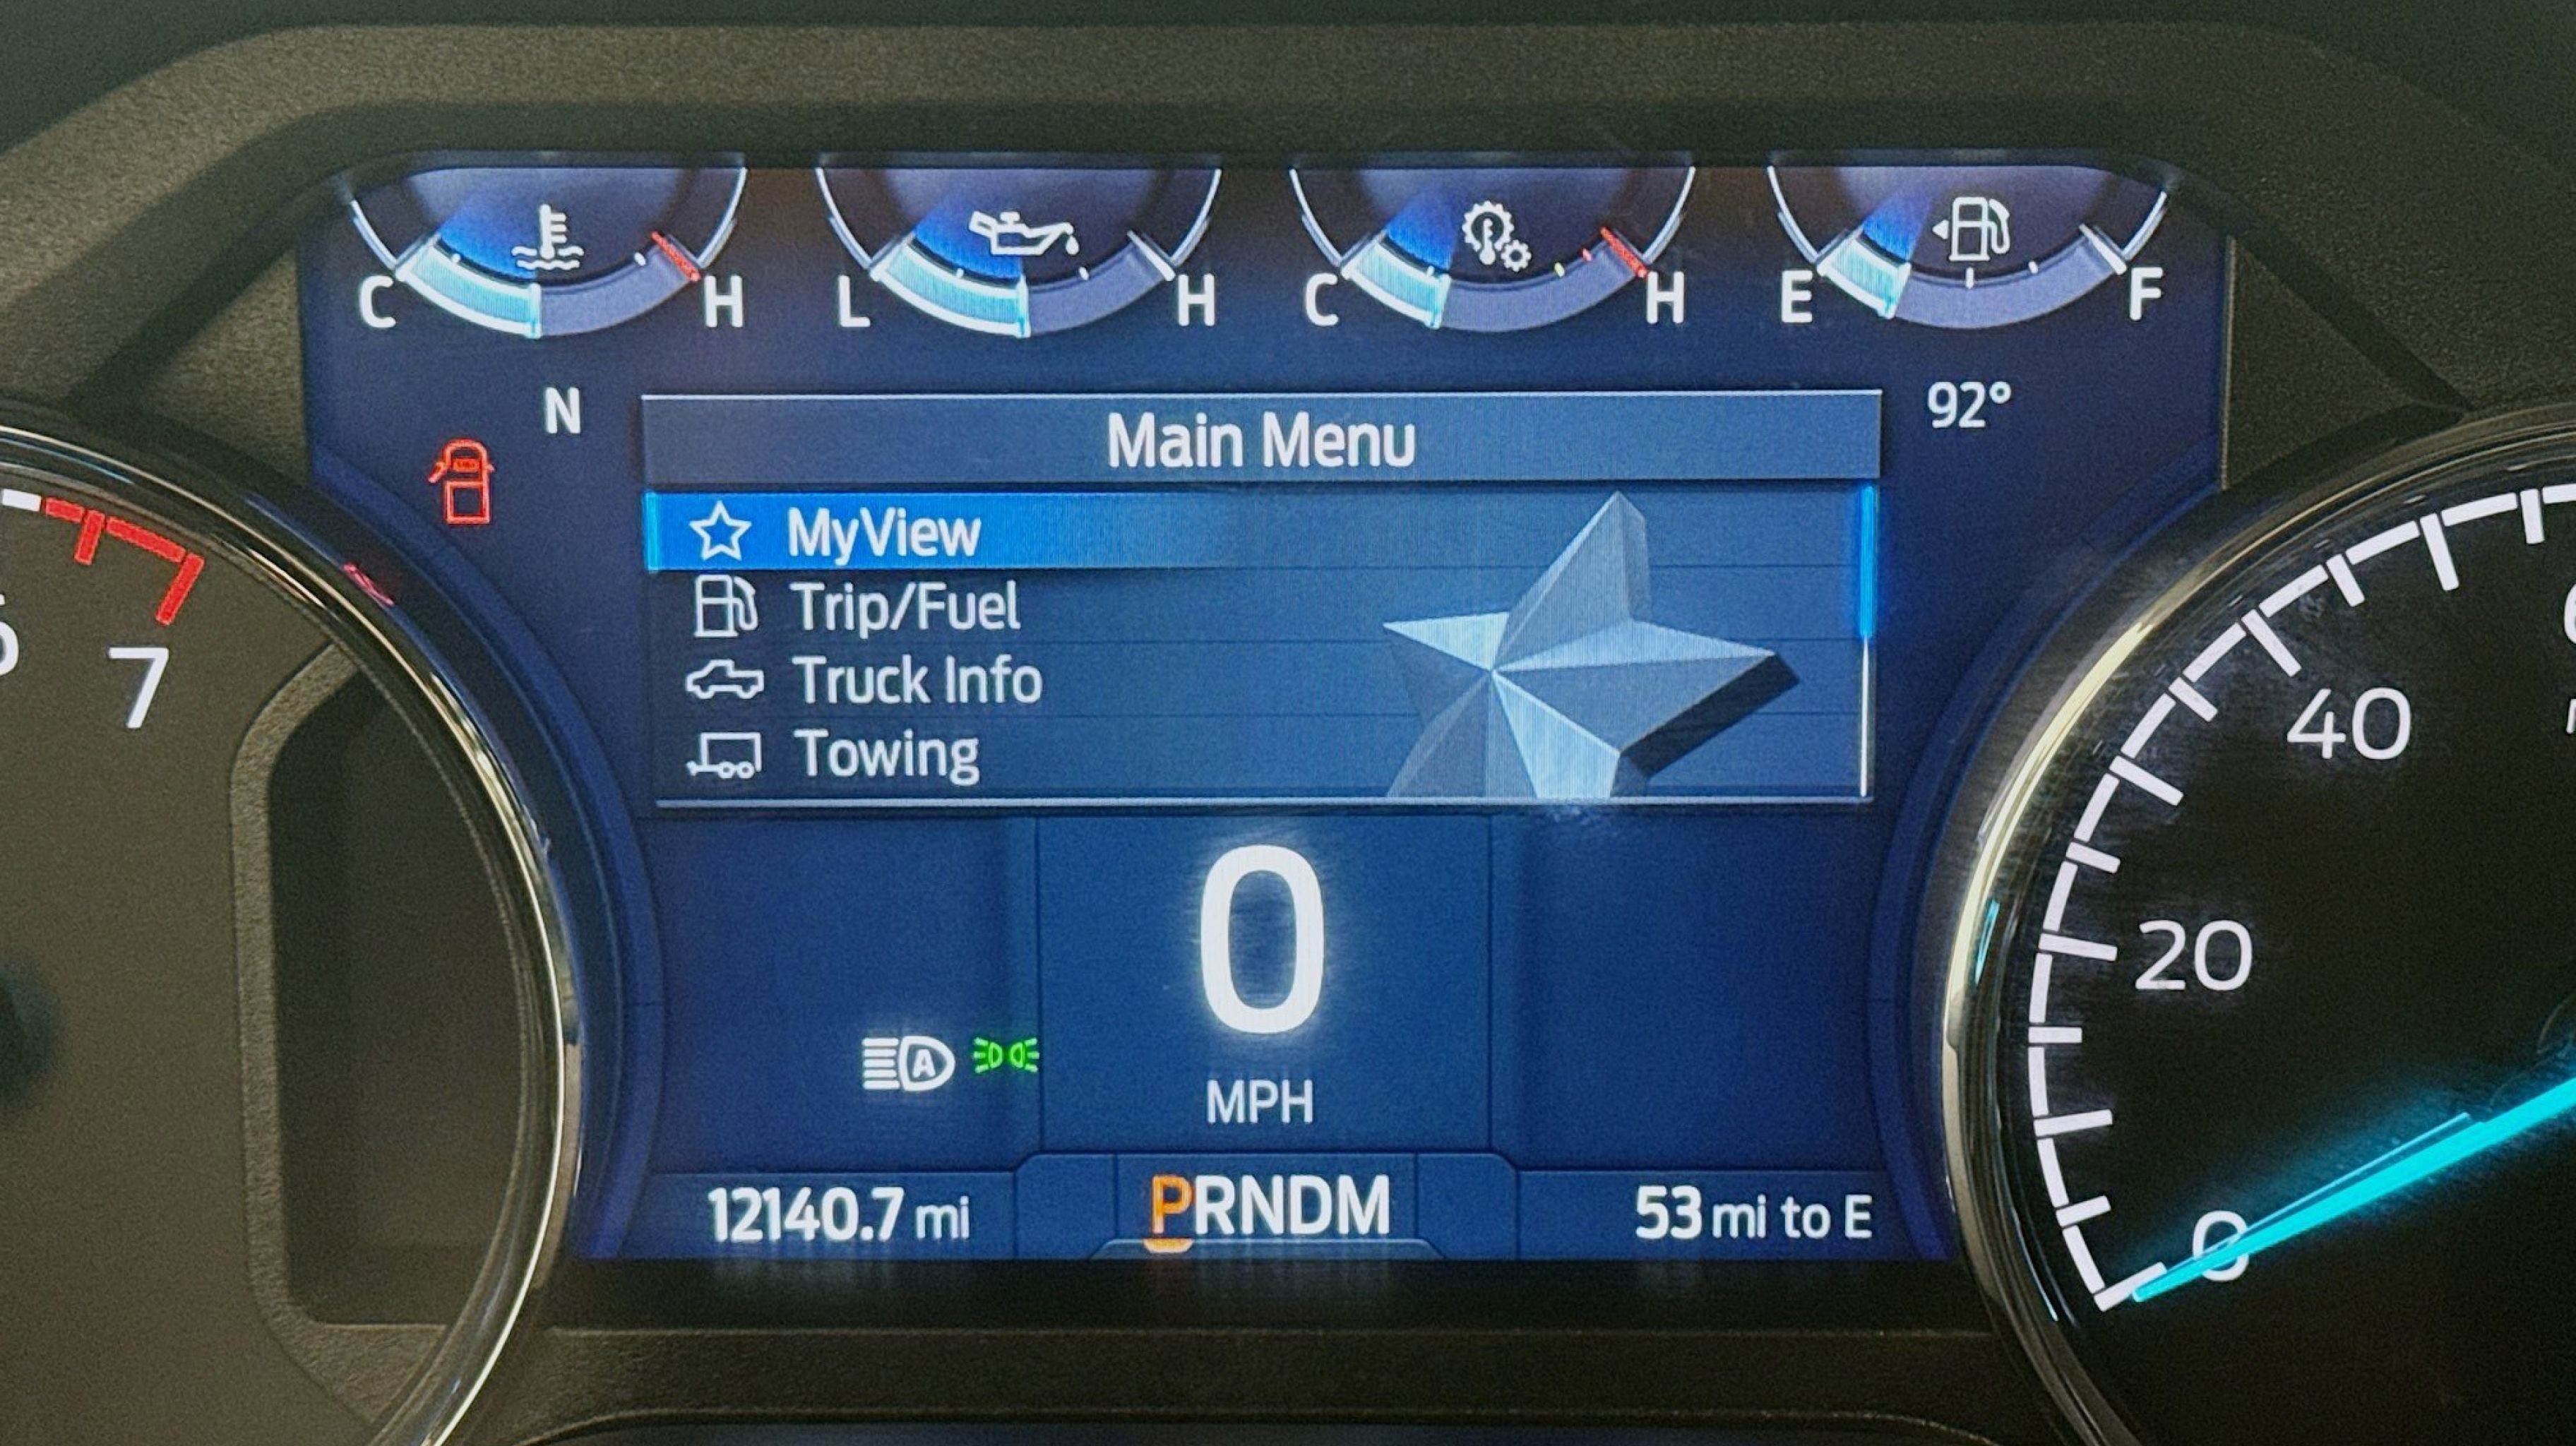 C H L H C H E F
N 92°
Main Menu
MyView
Trip/Fuel
Truck Info
Towing
7
40
20
0
0
MPH
A
12140.7 mi PRNDM 53 mi to E